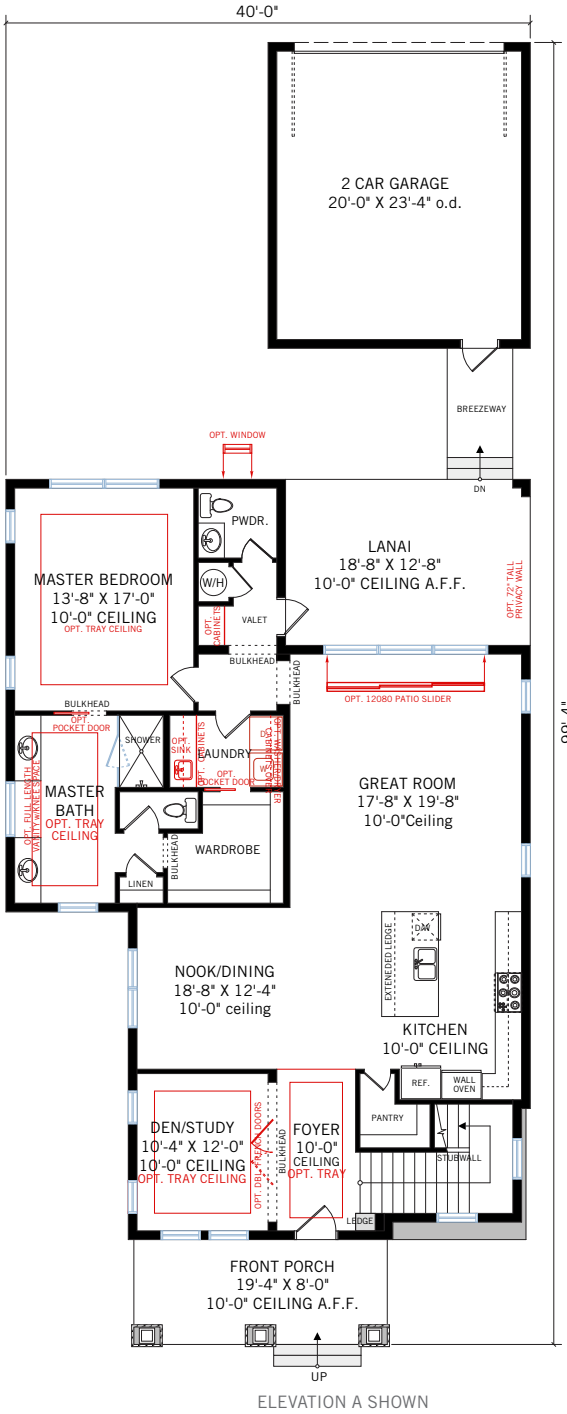 40'-0"
2 CAR GARAGE
20'-0" X 23'-4" o.d.
BREEZEWAY
OPT. WINDOW
DN
PWDR.
LANAI
18'-8" X 12'-8"
10'-0" CEILING A.F.F.
OPT. 72" TALL
PRIVACY WALL
MASTER BEDROOM
13'-8" X 17'-0"
10'-0" CEILING
OPT. TRAY CEILING
W/H
OPT.
CABINETS
VALET
BULKHEAD
BULKHEAD
OPT. 12080 PATIO SLIDER
BULKHEAD
OPT.
POCKET DOOR
SHOWER
OPT.
SINK
OPT. CABINETS
LAUNDRY
OPT.
POCKET DOOR
MASTER
BATH
OPT. TRAY
CEILING
OPT. FULL LENGTH
VANITY W/KNEE SPACE
GREAT ROOM
17'-8" X 19'-8"
10'-0"Ceiling
WARDROBE
BULKHEAD
LINEN
NOOK/DINING
18'-8" X 12'-4"
10'-0" ceiling
EXTENEDED LEDGE
D/W
KITCHEN
10'-0" CEILING
REF.
WALL
OVEN
PANTRY
DEN/STUDY
10'-4" X 12'-0"
10'-0" CEILING
OPT. TRAY CEILING
OPT. DBL. FRENCH DOORS
BULKHEAD
FOYER
10'-0"
CEILING
OPT. TRAY
STUBWALL
LEDGE
FRONT PORCH
19'-4" X 8'-0"
10'-0" CEILING A.F.F.
UP
ELEVATION A SHOWN